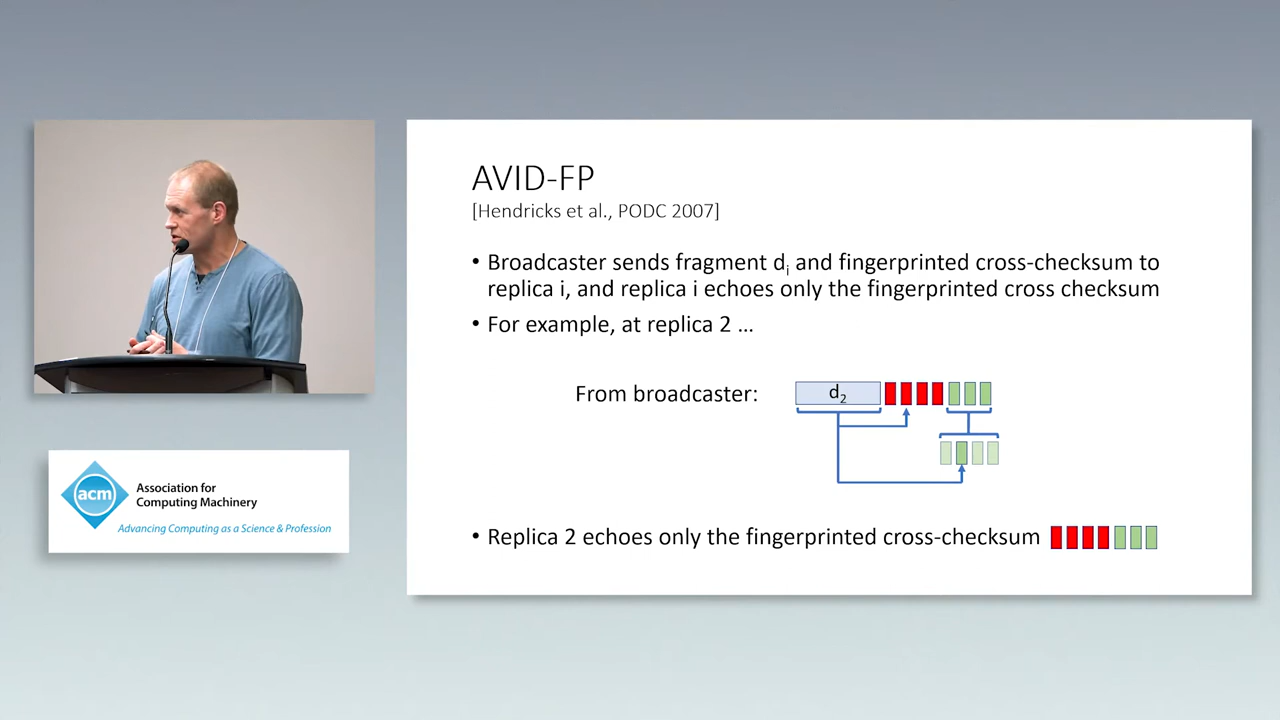 AVID-FP
[Hendricks et al., PODC 2007]
• Broadcaster sends fragment di and fingerprinted cross-checksum to
replica i, and replica i echoes only the fingerprinted cross checksum
• For example, at replica 2 …
From broadcaster:
d2
• Replica 2 echoes only the fingerprinted cross-checksum
acm
Association for
Computing Machinery
Advancing Computing as a Science & Profession